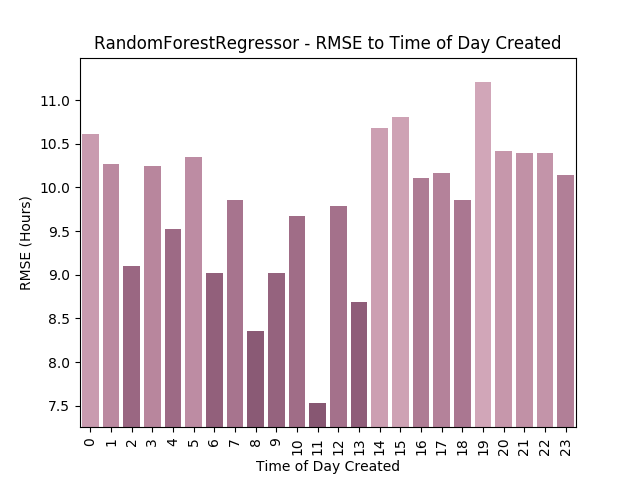 RandomForestRegressor - RMSE to Time of Day Created
11.0
10.5
10.0
9.5
9.0
8.5
8.0
7.5
RMSE (Hours)
0 1 2 3 4 5 6 7 8 9 10 11 12 13 14 15 16 17 18 19 20 21 22 23
Time of Day Created